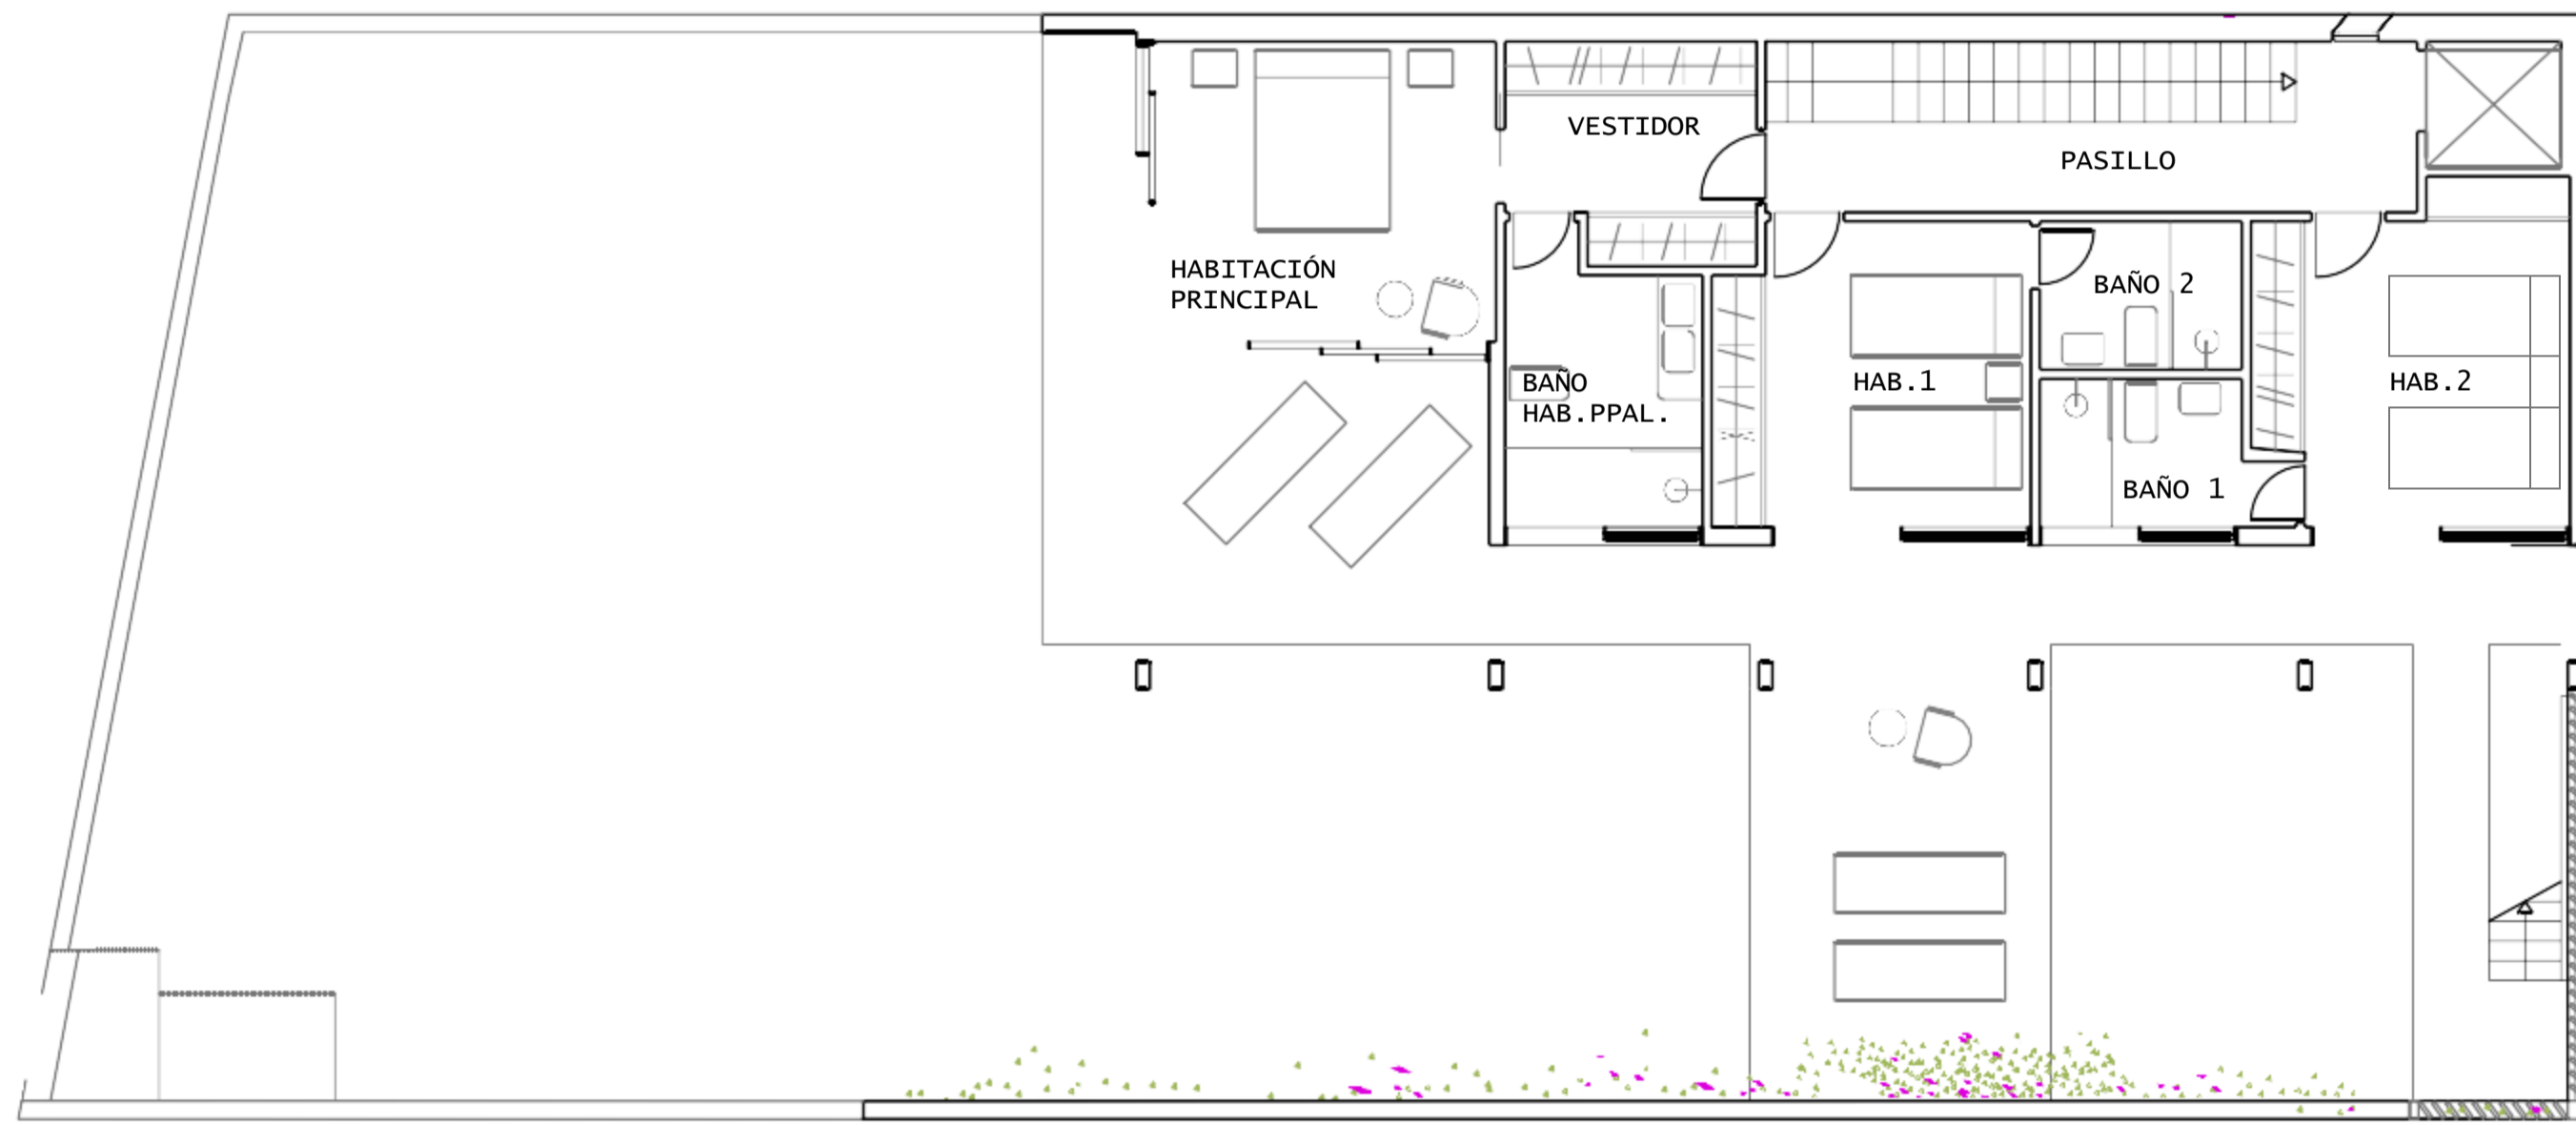 VESTIDOR
PASILLO
HABITACIÓN
PRINCIPAL
BAÑO 2
BAÑO
HAB.PPAL.
HAB.1
HAB.2
BAÑO 1